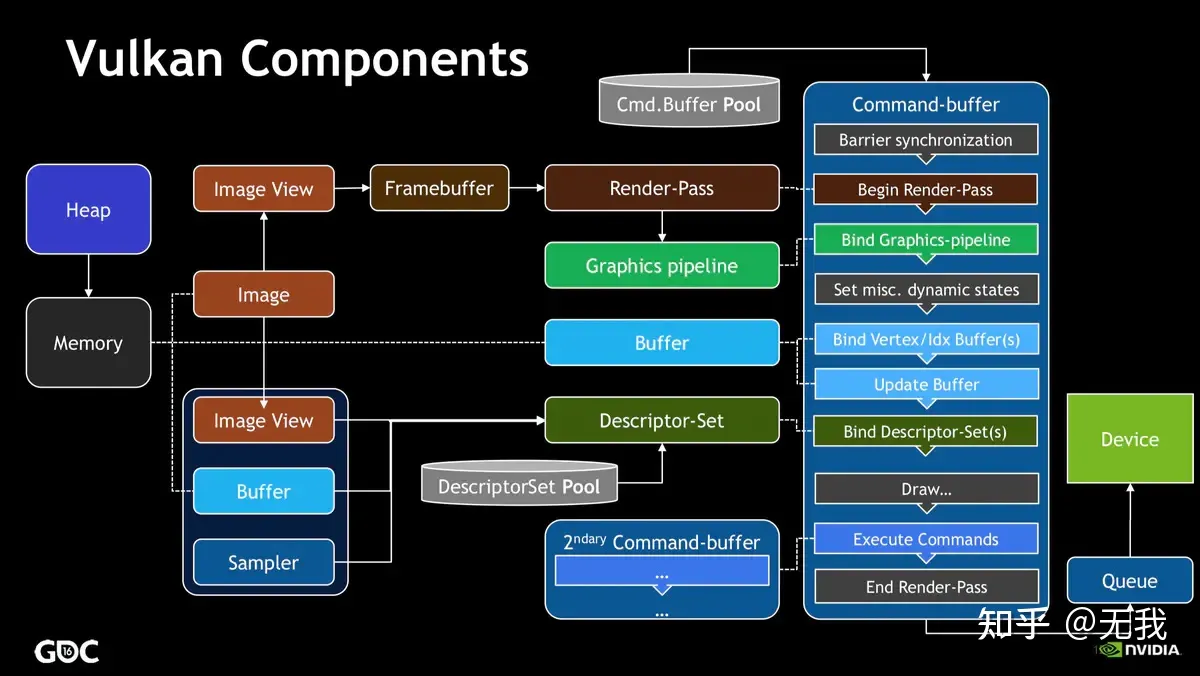 Vulkan Components
Cmd.Buffer Pool
Command-buffer
Barrier synchronization
Heap
Image View
Framebuffer
Render-Pass
Begin Render-Pass
Graphics pipeline
Bind Graphics-pipeline
Image
Set misc. dynamic states
Memory
Buffer
Bind Vertex/Idx Buffer(s)
Update Buffer
Image View
Descriptor-Set
Bind Descriptor-Set(s)
Device
Buffer
DescriptorSet Pool
Draw...
Sampler
2ndary Command-buffer
...
...
Execute Commands
End Render-Pass
Queue
知乎 @无我
GDC 16
NVIDIA.